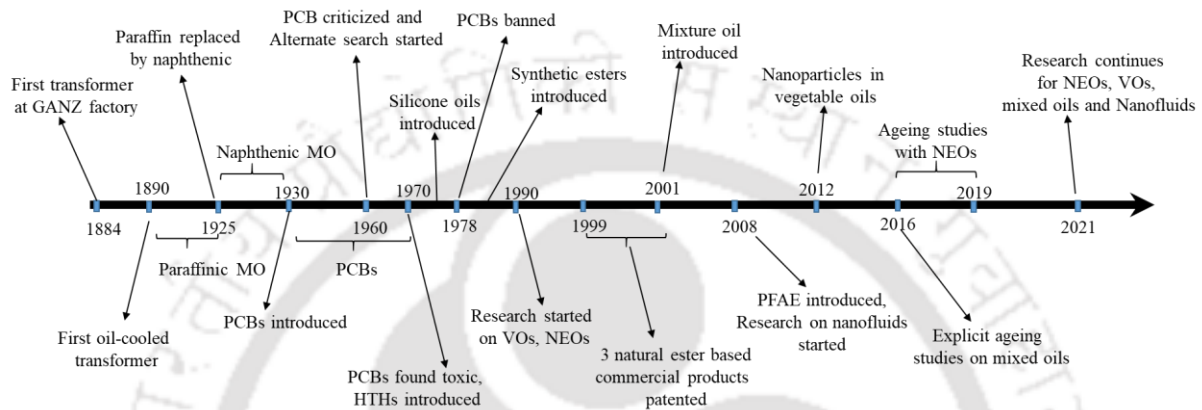 PCB criticized and
Alternate search started
PCBs banned
Mixture oil
introduced
Paraffin replaced
by naphthenic
Synthetic esters
introduced
Nanoparticles in
vegetable oils
Research continues
for NEOs, VOs,
mixed oils and Nanofluids
First transformer
at GANZ factory
Silicone oils
introduced
Ageing studies
with NEOs
Naphthenic MO
1890
1930
1970
1990
2001
2012
2019
1884
1925
1960
1978
1999
2008
2016
2021
Paraffinic MO
PCBs
First oil-cooled
transformer
PCBs introduced
PCBs found toxic,
HTHs introduced
Research started
on VOs, NEOs
3 natural ester based
commercial products
patented
PFAE introduced,
Research on nanofluids
started
Explicit ageing
studies on mixed oils